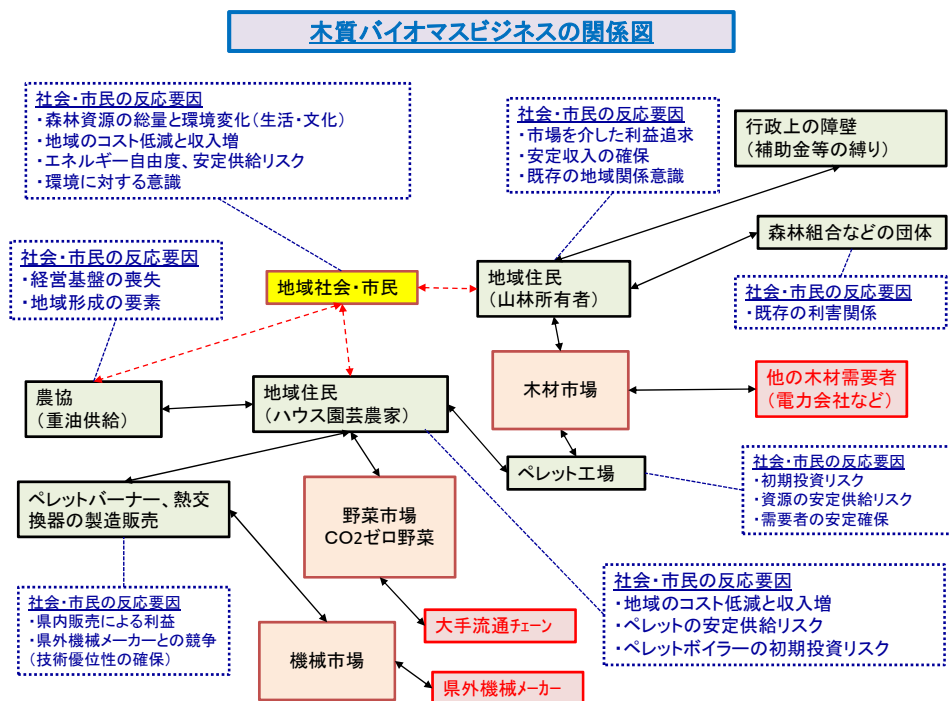 木質バイオマスビジネスの関係図
社会・市民の反応要因
・森林資源の総量と環境変化(生活・文化)
・地域のコスト低減と収入増
・エネルギー自由度、安定供給リスク
・環境に対する意識
社会・市民の反応要因
・市場を介した利益追求
・安定収入の確保
・既存の地域関係意識
行政上の障壁
(補助金等の縛り)
森林組合などの団体
社会・市民の反応要因
・経営基盤の喪失
・地域形成の要素
地域社会・市民
地域住民
(山林所有者)
社会・市民の反応要因
・既存の利害関係
農協
(重油供給)
地域住民
(ハウス園芸農家)
木材市場
他の木材需要者
(電力会社など)
ペレットバーナー、熱交
換器の製造販売
野菜市場
CO2ゼロ野菜
ペレット工場
社会・市民の反応要因
・初期投資リスク
・資源の安定供給リスク
・需要者の安定確保
社会・市民の反応要因
・県内販売による利益
・県外機械メーカーとの競争
(技術優位性の確保)
機械市場
大手流通チェーン
県外機械メーカー
社会・市民の反応要因
・地域のコスト低減と収入増
・ペレットの安定供給リスク
・ペレットボイラーの初期投資リスク